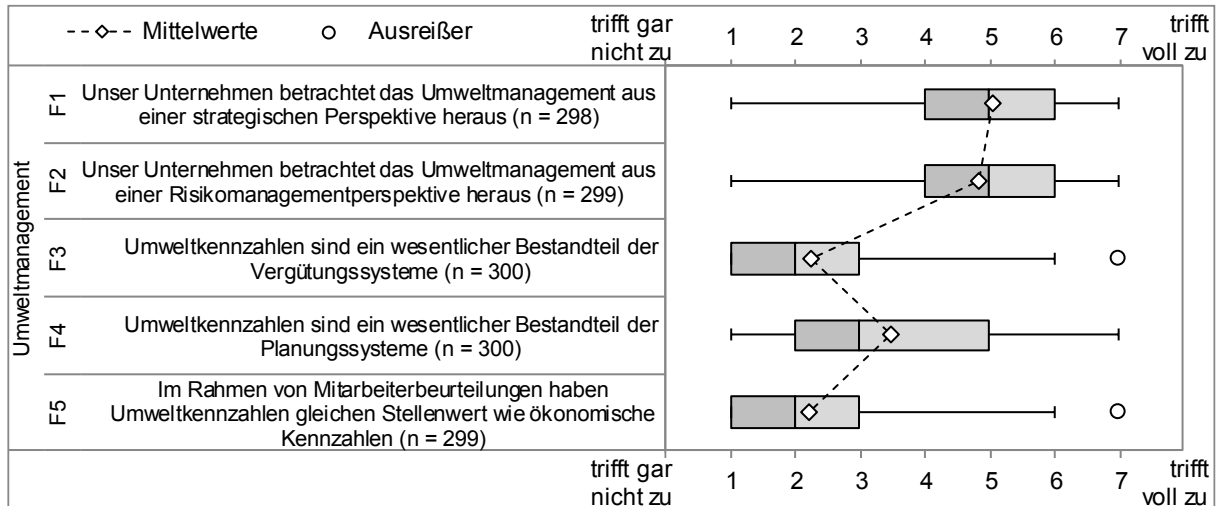 Mittelwerte Ausreißer trifft gar nicht zu 1 2 3 4 5 6 7 trifft voll zu
Umweltmanagement
F1
Unser Unternehmen betrachtet das Umweltmanagement aus
einer strategischen Perspektive heraus (n = 298)
F2
Unser Unternehmen betrachtet das Umweltmanagement aus
einer Risikomanagementperspektive heraus (n = 299)
F3
Umweltkennzahlen sind ein wesentlicher Bestandteil der
Vergütungssysteme (n = 300)
F4
Umweltkennzahlen sind ein wesentlicher Bestandteil der
Planungssysteme (n = 300)
F5
Im Rahmen von Mitarbeiterbeurteilungen haben
Umweltkennzahlen gleichen Stellenwert wie ökonomische
Kennzahlen (n = 299)
trifft gar nicht zu 1 2 3 4 5 6 7 trifft voll zu